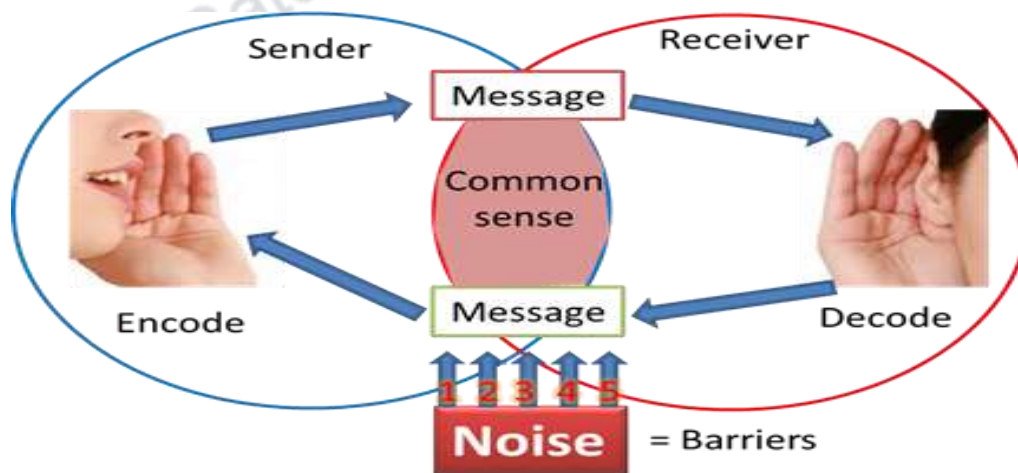 Sender
Receiver
Message
Common
sense
Message
Encode
Decode
1 2 3 4 5
Noise
= Barriers